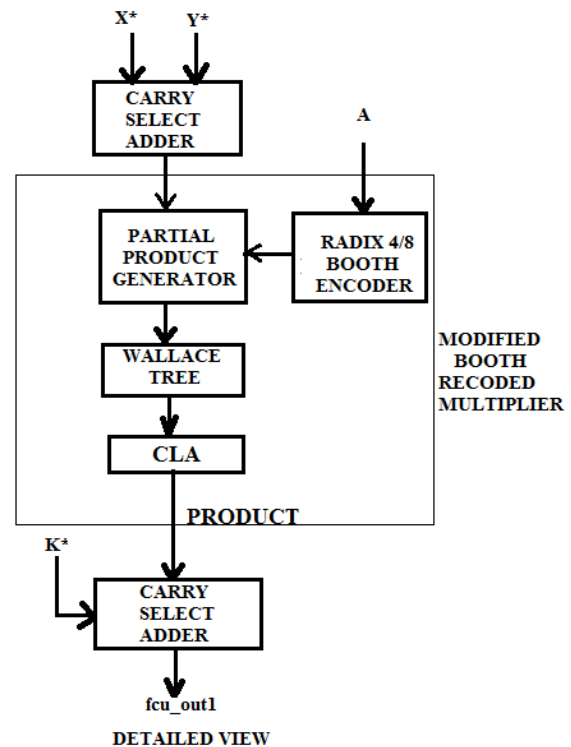 X*
Y*
CARRY
SELECT
ADDER
A
PARTIAL
PRODUCT
GENERATOR
RADIX 4/8
BOOTH
ENCODER
WALLACE
TREE
MODIFIED
BOOTH
RECODED
MULTIPLIER
CLA
PRODUCT
K*
CARRY
SELECT
ADDER
fcu_out1
DETAILED VIEW